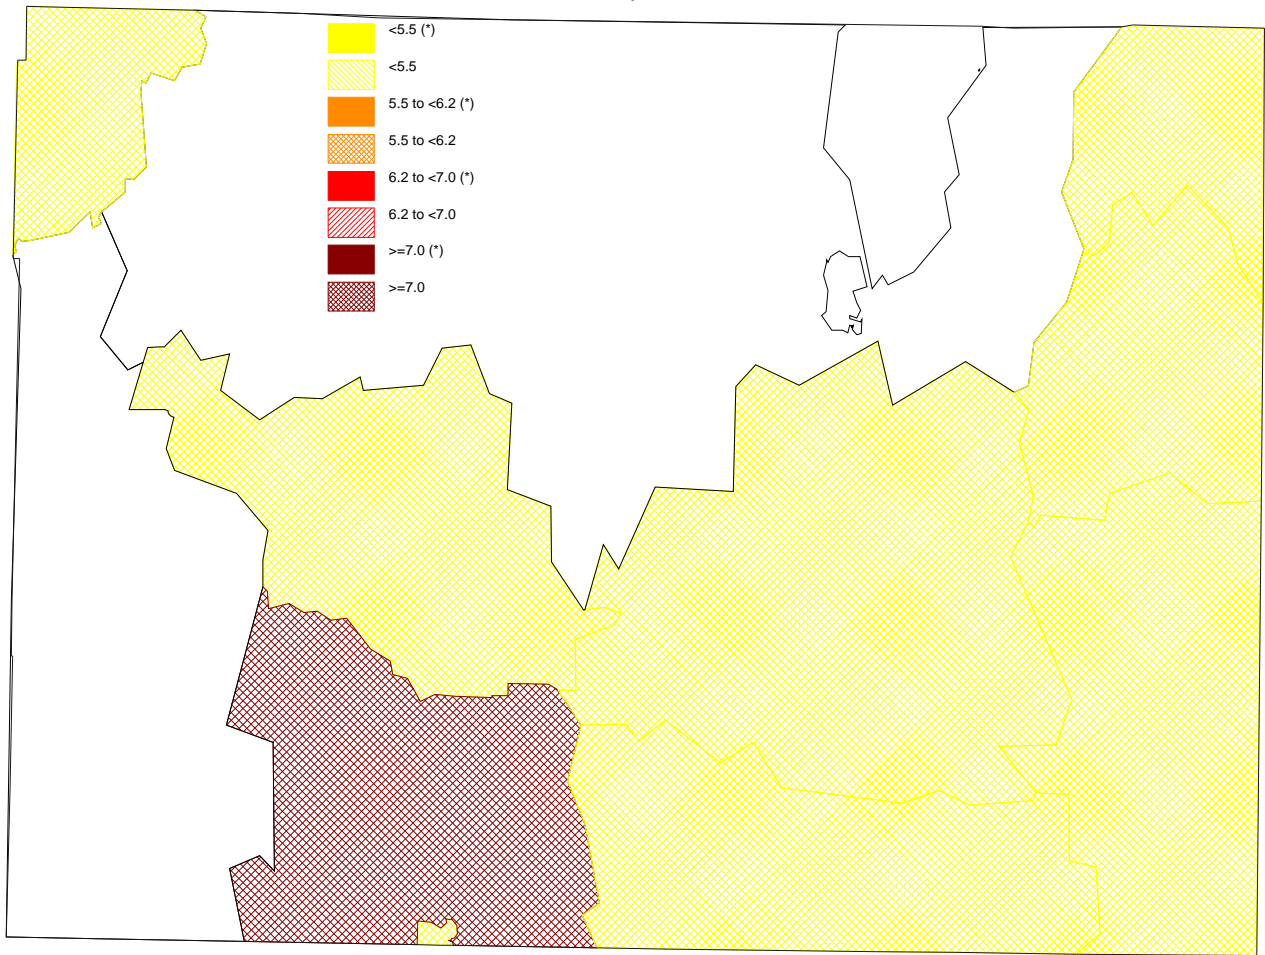 <5.5 (*)
<5.5
5.5 to <6.2 (*)
5.5 to <6.2
6.2 to <7.0 (*)
6.2 to <7.0
>=7.0 (*)
>=7.0